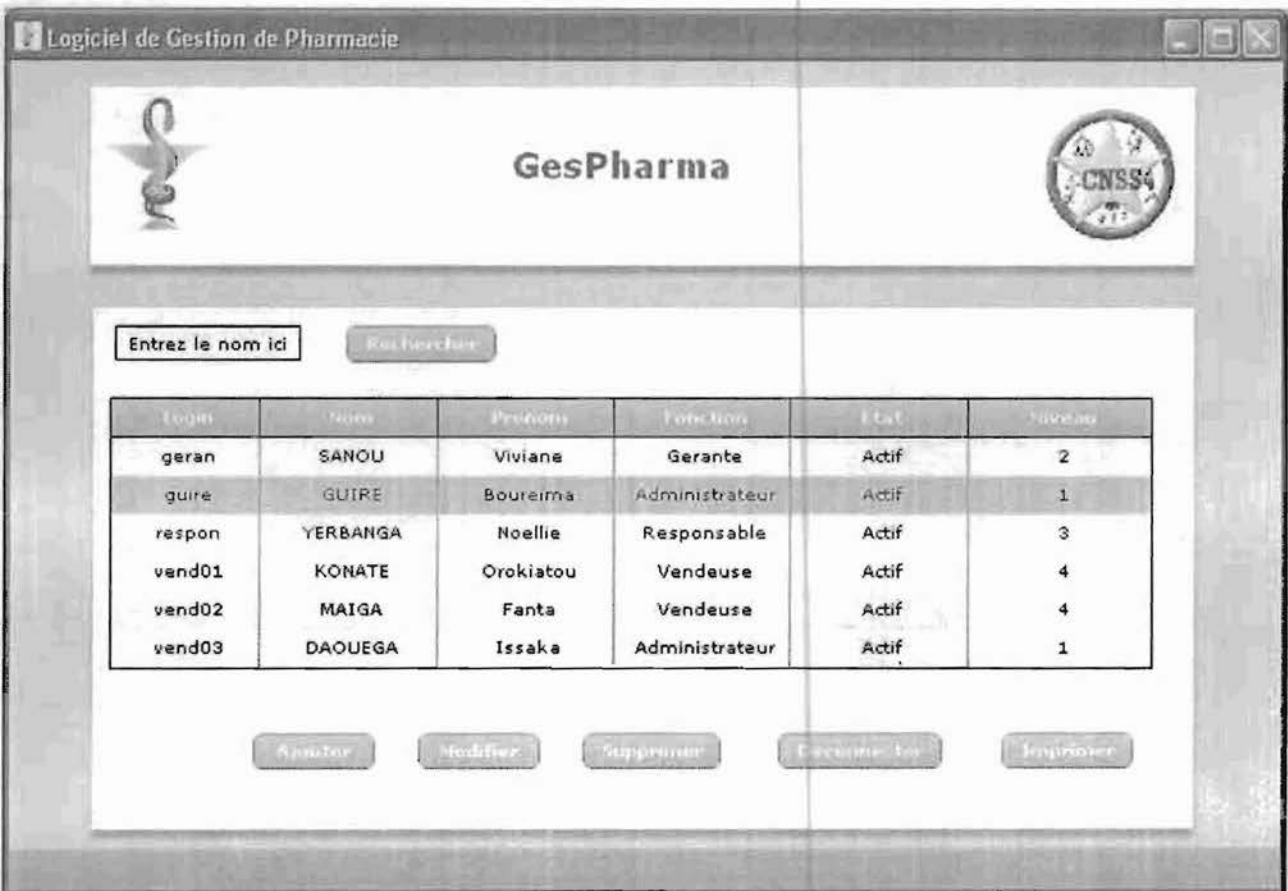 Logiciel de Gestion de Pharmacie
GesPharma
CNSS
Entrez le nom ici Rechercher
Login Nom Prénom Fonction Etat Niveau
geran SANOU Viviane Gerante Actif 2
guire GUIRE Boureima Administrateur Actif 1
respon YERBANGA Noellie Responsable Actif 3
vend01 KONATE Orokiatou Vendeuse Actif 4
vend02 MAIGA Fanta Vendeuse Actif 4
vend03 DAOUEGA Issaka Administrateur Actif 1
Ajouter Modifier Supprimer Déconnecter Imprimer